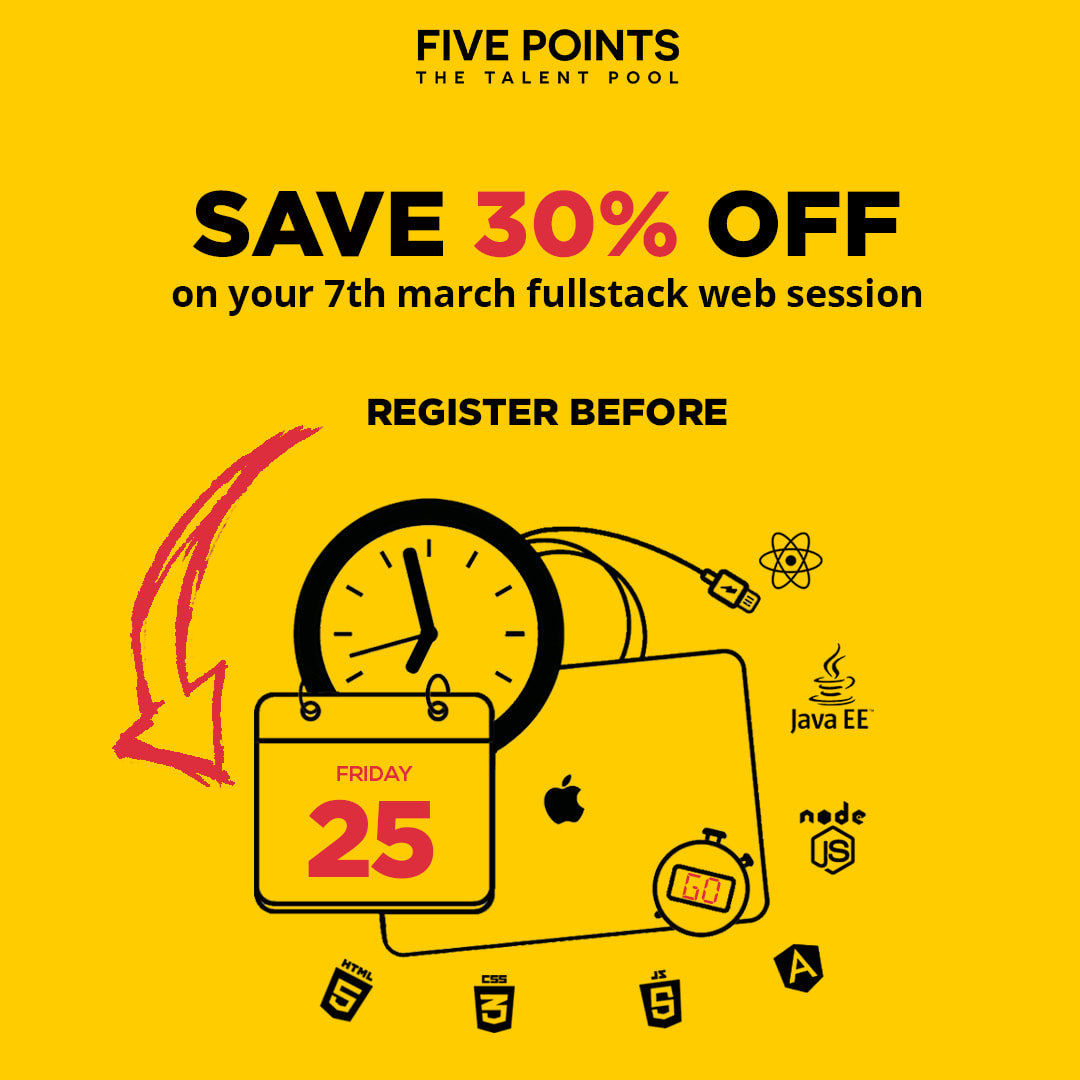 FIVE POINTS
THE TALENT POOL
SAVE 30% OFF
on your 7th march fullstack web session
REGISTER BEFORE
FRIDAY
25
Java EE™
node
JS
GO
HTML
5
CSS
3
JS
5
A